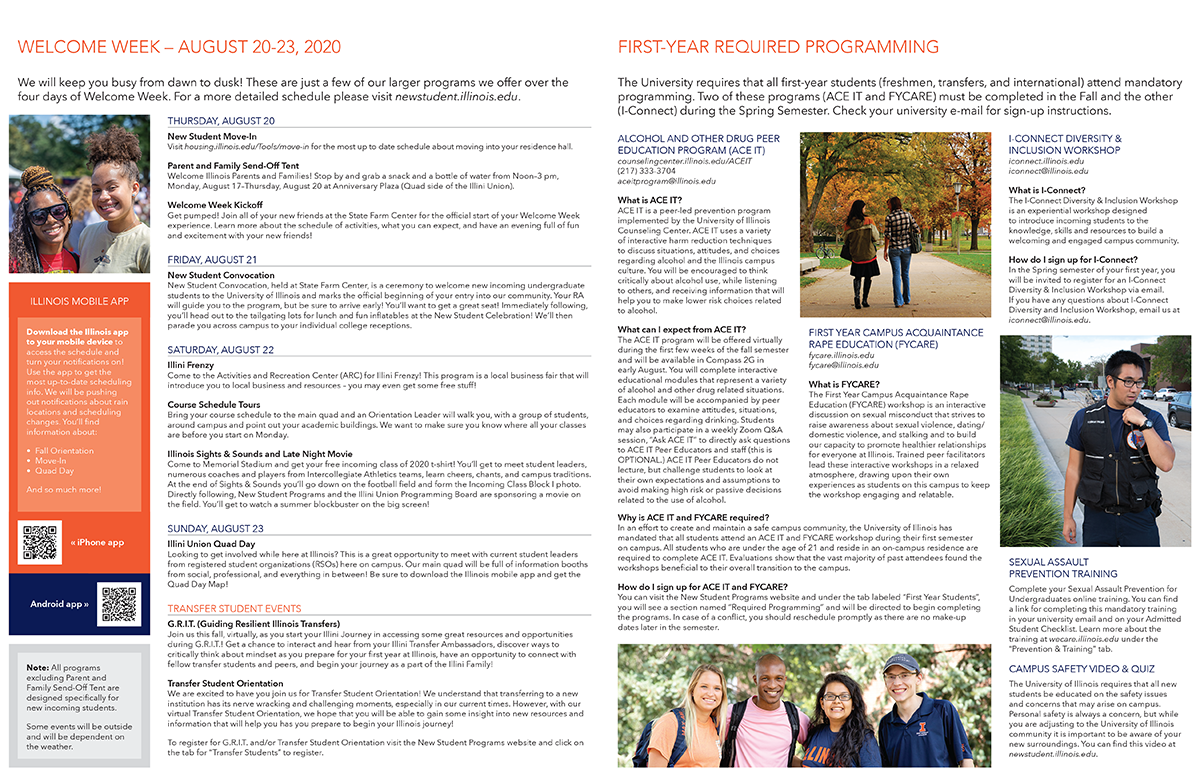 WELCOME WEEK – AUGUST 20-23, 2020
We will keep you busy from dawn to dusk! These are just a few of our larger programs we offer over the
four days of Welcome Week. For a more detailed schedule please visit newstudent.illinois.edu.
ILLINOIS MOBILE APP
Download the Illinois app
to your mobile device to
access the schedule and
turn your notifications on!
Use the app to get the
most up-to-date scheduling
info. We will be pushing
out notifications about rain
locations and scheduling
changes. You'll find
information about:
• Fall Orientation
• Move-In
• Quad Day
And so much more!
« iPhone app
Android app »
Note: All programs
excluding Parent and
Family Send-Off Tent are
designed specifically for
new incoming students.
Some events will be outside
and will be dependent on
the weather.
THURSDAY, AUGUST 20
New Student Move-In
Visit housing.illinois.edu/Tools/move-in for the most up to date schedule about moving into your residence hall.
Parent and Family Send-Off Tent
Welcome Illinois Parents and Families! Stop by and grab a snack and a bottle of water from Noon–3 pm,
Monday, August 17–Thursday, August 20 at Anniversary Plaza (Quad side of the Illini Union).
Welcome Week Kickoff
Get pumped! Join all of your new friends at the State Farm Center for the official start of your Welcome Week
experience. Learn more about the schedule of activities, what you can expect, and have an evening full of fun
and excitement with your new friends!
FRIDAY, AUGUST 21
New Student Convocation
New Student Convocation, held at State Farm Center, is a ceremony to welcome new incoming undergraduate
students to the University of Illinois and marks the official beginning of your entry into our community. Your RA
will guide you to the program, but be sure to arrive early! You'll want to get a great seat! Immediately following,
you'll head out to the tailgating lots for lunch and fun inflatables at the New Student Celebration! We'll then
parade you across campus to your individual college receptions.
SATURDAY, AUGUST 22
Illini Frenzy
Come to the Activities and Recreation Center (ARC) for Illini Frenzy! This program is a local business fair that will
introduce you to local business and resources – you may even get some free stuff!
Course Schedule Tours
Bring your course schedule to the main quad and an Orientation Leader will walk you, with a group of students,
around campus and point out your academic buildings. We want to make sure you know where all your classes
are before you start on Monday.
Illinois Sights & Sounds and Late Night Movie
Come to Memorial Stadium and get your free incoming class of 2020 t-shirt! You'll get to meet student leaders,
numerous coaches and players from Intercollegiate Athletics teams, learn cheers, chants, and campus traditions.
At the end of Sights & Sounds you'll go down on the football field and form the Incoming Class Block I photo.
Directly following, New Student Programs and the Illini Union Programming Board are sponsoring a movie on
the field. You'll get to watch a summer blockbuster on the big screen!
SUNDAY, AUGUST 23
Illini Union Quad Day
Looking to get involved while here at Illinois? This is a great opportunity to meet with current student leaders
from registered student organizations (RSOs) here on campus. Our main quad will be full of information booths
from social, professional, and everything in between! Be sure to download the Illinois mobile app and get the
Quad Day Map!
TRANSFER STUDENT EVENTS
G.R.I.T. (Guiding Resilient Illinois Transfers)
Join us this fall, virtually, as you start your Illini Journey in accessing some great resources and opportunities
during G.R.I.T.! Get a chance to interact and hear from your Illini Transfer Ambassadors, discover ways to
critically think about mindset as you prepare for your first year at Illinois, have an opportunity to connect with
fellow transfer students and peers, and begin your journey as a part of the Illini Family!
Transfer Student Orientation
We are excited to have you join us for Transfer Student Orientation! We understand that transferring to a new
institution has its nerve wracking and challenging moments, especially in our current times. However, with our
virtual Transfer Student Orientation, we hope that you will be able to gain some insight into new resources and
information that will help you has you prepare to begin your Illinois journey!
To register for G.R.I.T. and/or Transfer Student Orientation visit the New Student Programs website and click on
the tab for "Transfer Students" to register.
FIRST-YEAR REQUIRED PROGRAMMING
The University requires that all first-year students (freshmen, transfers, and international) attend mandatory
programming. Two of these programs (ACE IT and FYCARE) must be completed in the Fall and the other
(I-Connect) during the Spring Semester. Check your university e-mail for sign-up instructions.
ALCOHOL AND OTHER DRUG PEER
EDUCATION PROGRAM (ACE IT)
counselingcenter.illinois.edu/ACEIT
(217) 333-3704
aceitprogram@illinois.edu
What is ACE IT?
ACE IT is a peer-led prevention program
implemented by the University of Illinois
Counseling Center. ACE IT uses a variety
of interactive harm reduction techniques
to discuss situations, attitudes, and choices
regarding alcohol and the Illinois campus
culture. You will be encouraged to think
critically about alcohol use, while listening
to others, and receiving information that will
help you to make lower risk choices related
to alcohol.
What can I expect from ACE IT?
The ACE IT program will be offered virtually
during the first few weeks of the fall semester
and will be available in Compass 2G in
early August. You will complete interactive
educational modules that represent a variety
of alcohol and other drug related situations.
Each module will be accompanied by peer
educators to examine attitudes, situations,
and choices regarding drinking. Students
may also participate in a weekly Zoom Q&A
session, "Ask ACE IT" to directly ask questions
to ACE IT Peer Educators and staff (this is
OPTIONAL.) ACE IT Peer Educators do not
lecture, but challenge students to look at
their own expectations and assumptions to
avoid making high risk or passive decisions
related to the use of alcohol.
FIRST YEAR CAMPUS ACQUAINTANCE
RAPE EDUCATION (FYCARE)
fycare.illinois.edu
fycare@illinois.edu
What is FYCARE?
The First Year Campus Acquaintance Rape
Education (FYCARE) workshop is an interactive
discussion on sexual misconduct that strives to
raise awareness about sexual violence, dating/
domestic violence, and stalking and to build
our capacity to promote healthier relationships
for everyone at Illinois. Trained peer facilitators
lead these interactive workshops in a relaxed
atmosphere, drawing upon their own
experiences as students on this campus to keep
the workshop engaging and relatable.
Why is ACE IT and FYCARE required?
In an effort to create and maintain a safe campus community, the University of Illinois has
mandated that all students attend an ACE IT and FYCARE workshop during their first semester
on campus. All students who are under the age of 21 and reside in an on-campus residence are
required to complete ACE IT. Evaluations show that the vast majority of past attendees found the
workshops beneficial to their overall transition to the campus.
How do I sign up for ACE IT and FYCARE?
You can visit the New Student Programs website and under the tab labeled "First Year Students",
you will see a section named "Required Programming" and will be directed to begin completing
the programs. In case of a conflict, you should reschedule promptly as there are no make-up
dates later in the semester.
I-CONNECT DIVERSITY &
INCLUSION WORKSHOP
iconnect.illinois.edu
iconnect@illinois.edu
What is I-Connect?
The I-Connect Diversity & Inclusion Workshop
is an experiential workshop designed
to introduce incoming students to the
knowledge, skills and resources to build a
welcoming and engaged campus community.
How do I sign up for I-Connect?
In the Spring semester of your first year, you
will be invited to register for an I-Connect
Diversity & Inclusion Workshop via email.
If you have any questions about I-Connect
Diversity and Inclusion Workshop, email us at
iconnect@illinois.edu.
SEXUAL ASSAULT
PREVENTION TRAINING
Complete your Sexual Assault Prevention for
Undergraduates online training. You can find
a link for completing this mandatory training
in your university email and on your Admitted
Student Checklist. Learn more about the
training at wecare.illinois.edu under the
"Prevention & Training" tab.
CAMPUS SAFETY VIDEO & QUIZ
The University of Illinois requires that all new
students be educated on the safety issues
and concerns that may arise on campus.
Personal safety is always a concern, but while
you are adjusting to the University of Illinois
community it is important to be aware of your
new surroundings. You can find this video at
newstudent.illinois.edu.